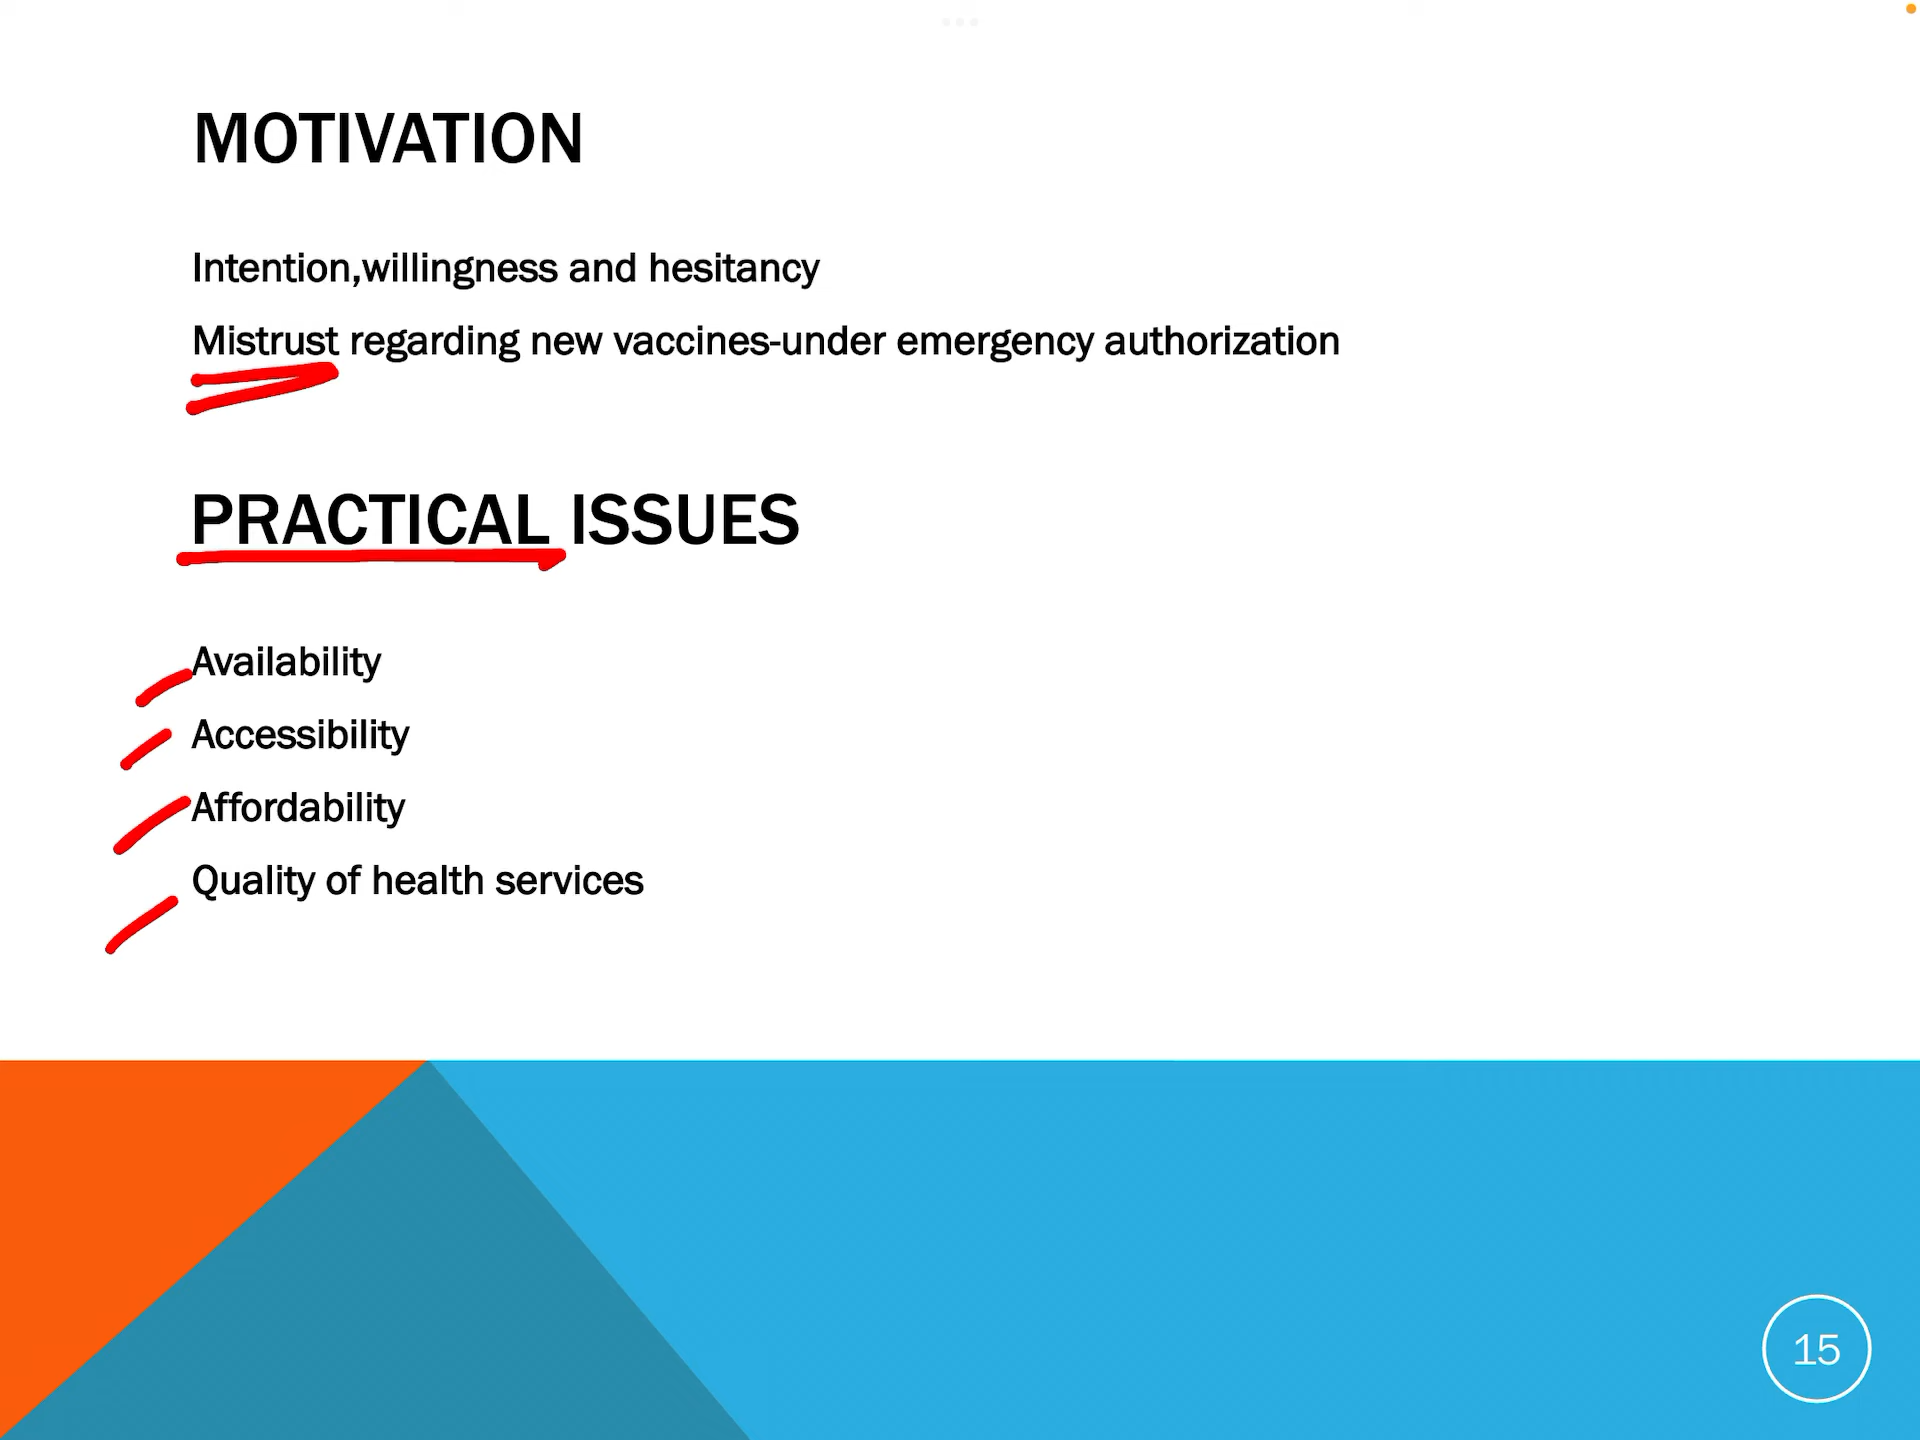 MOTIVATION
Intention,willingness and hesitancy
Mistrust regarding new vaccines-under emergency authorization
PRACTICAL ISSUES
Availability
Accessibility
Affordability
Quality of health services
15